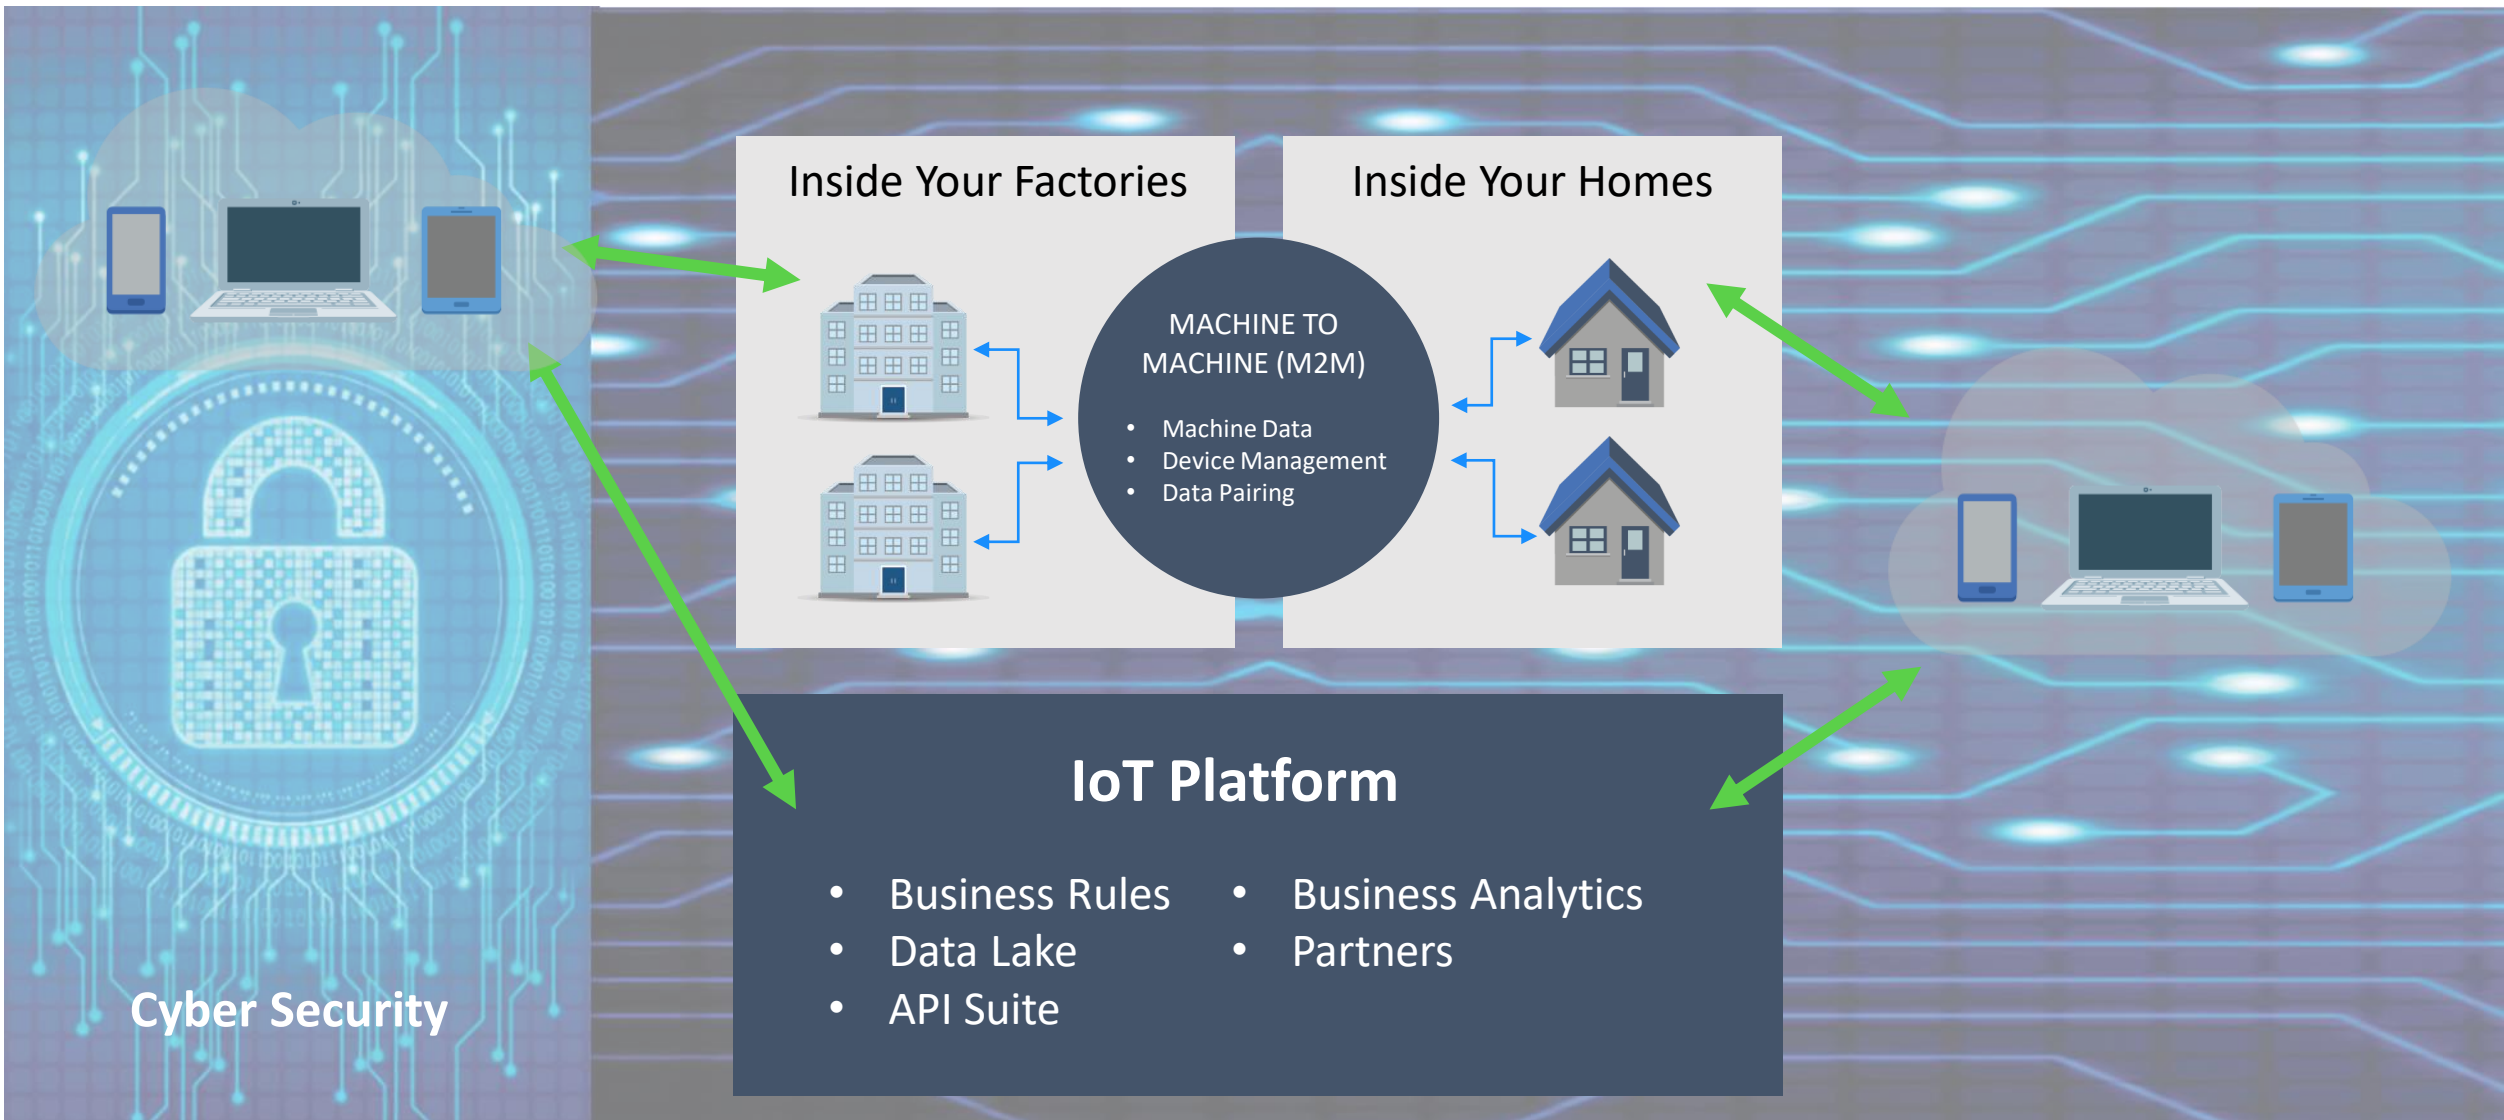 Inside Your Factories
Inside Your Homes
MACHINE TO
MACHINE (M2M)
• Machine Data
• Device Management
• Data Pairing
IoT Platform
• Business Rules
• Data Lake
• API Suite
• Business Analytics
• Partners
Cyber Security